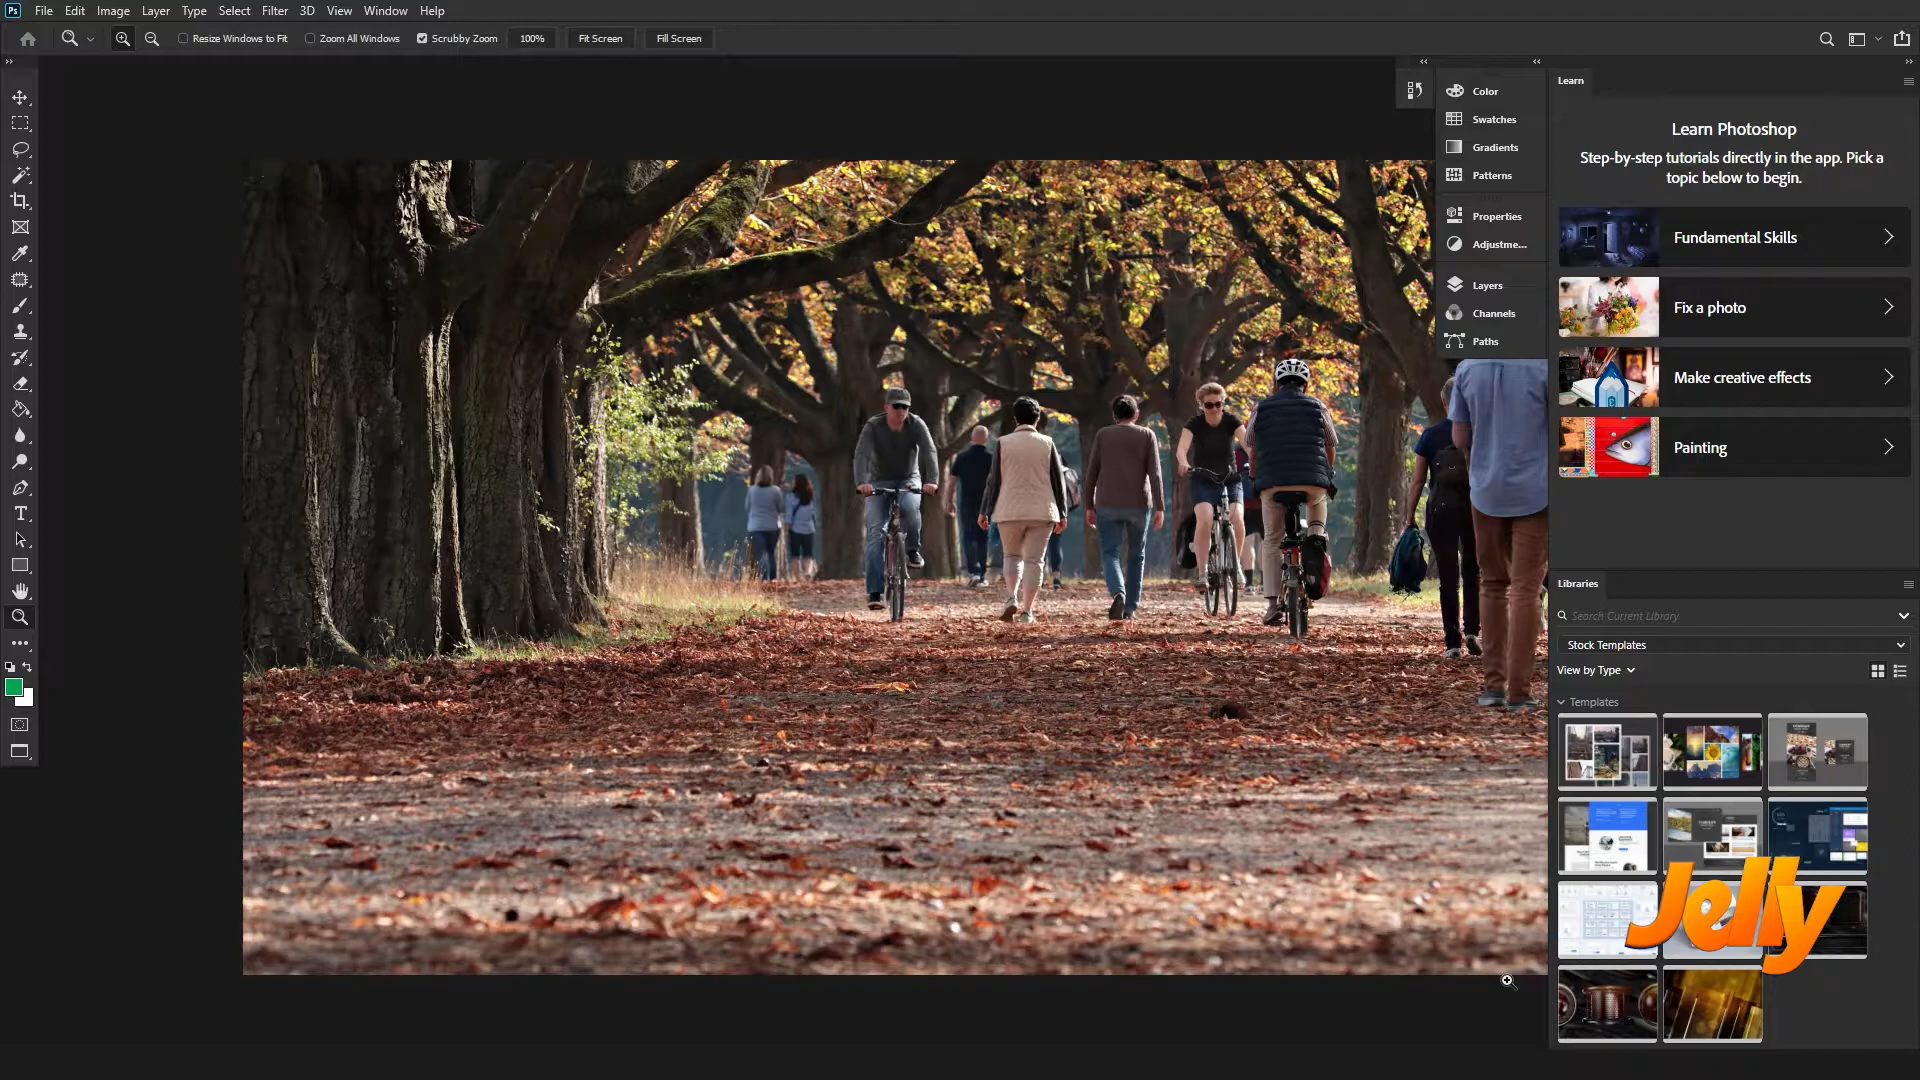 Ps File Edit Image Layer Type Select Filter 3D View Window Help
Resize Windows to Fit Zoom All Windows Scrubby Zoom 100% Fit Screen Fill Screen
Color
Swatches
Gradients
Patterns
Properties
Adjustme...
Layers
Channels
Paths
Learn
Learn Photoshop
Step-by-step tutorials directly in the app. Pick a
topic below to begin.
Fundamental Skills
Fix a photo
Make creative effects
Painting
Libraries
Search Current Library
Stock Templates
View by Type
Templates
Jelly